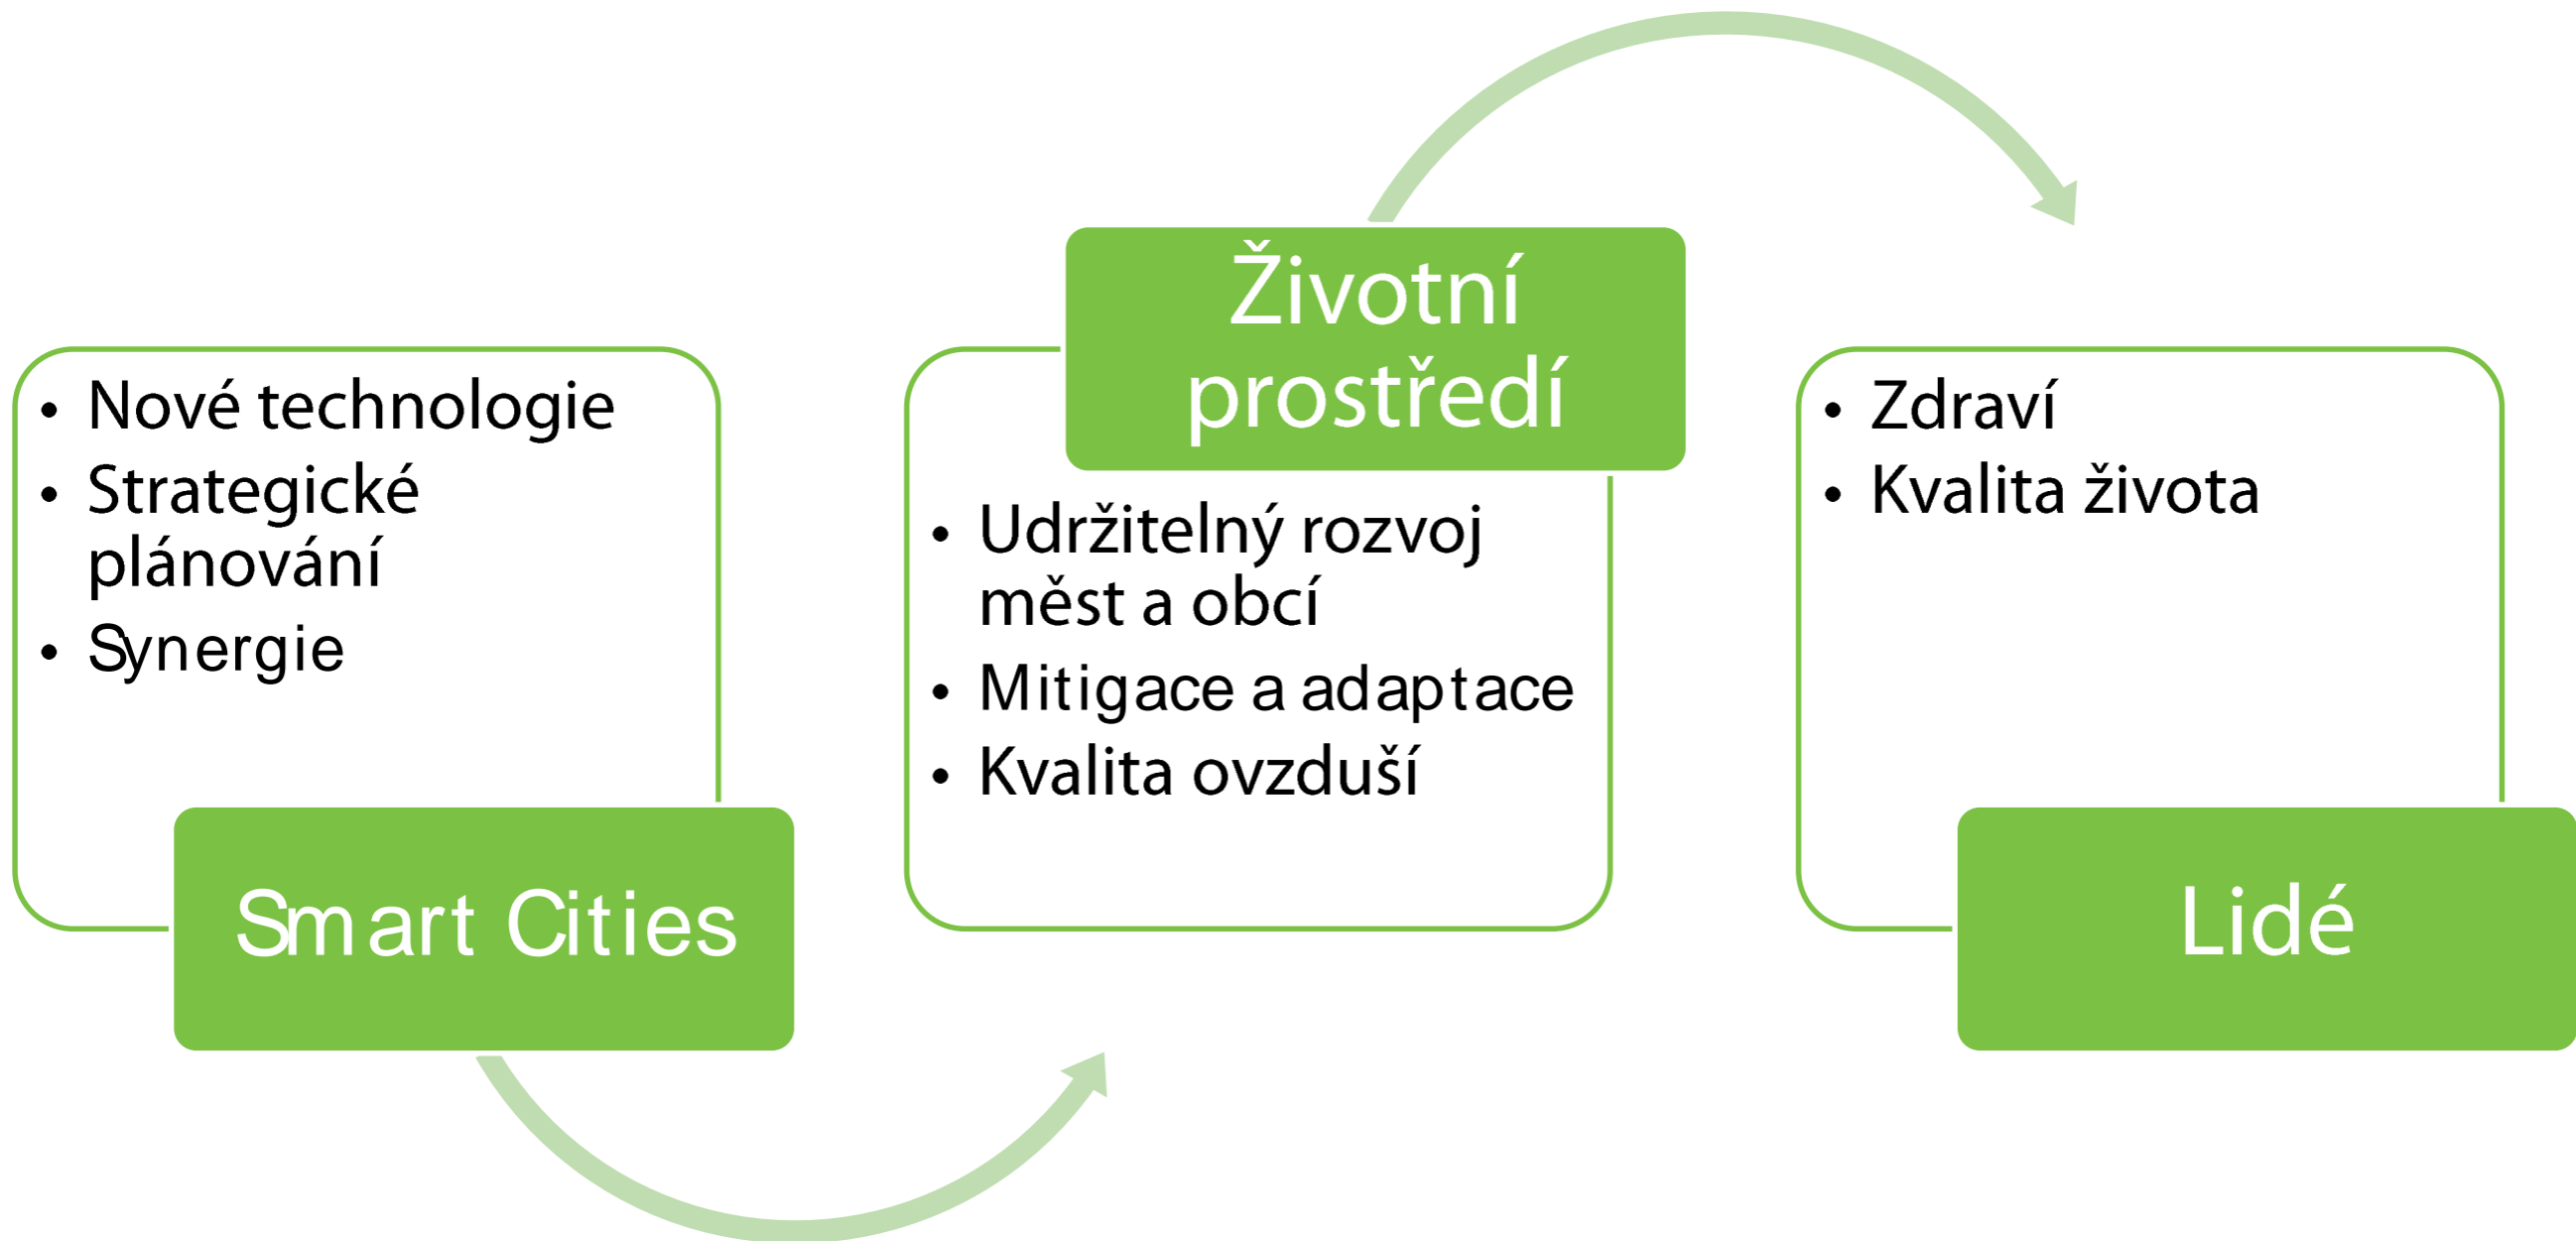 • Nové technologie
• Strategické
plánování
• Synergie
Smart Cities
Životní
prostředí
• Udržitelný rozvoj
měst a obcí
• Mitigace a adaptace
• Kvalita ovzduší
• Zdraví
• Kvalita života
Lidé